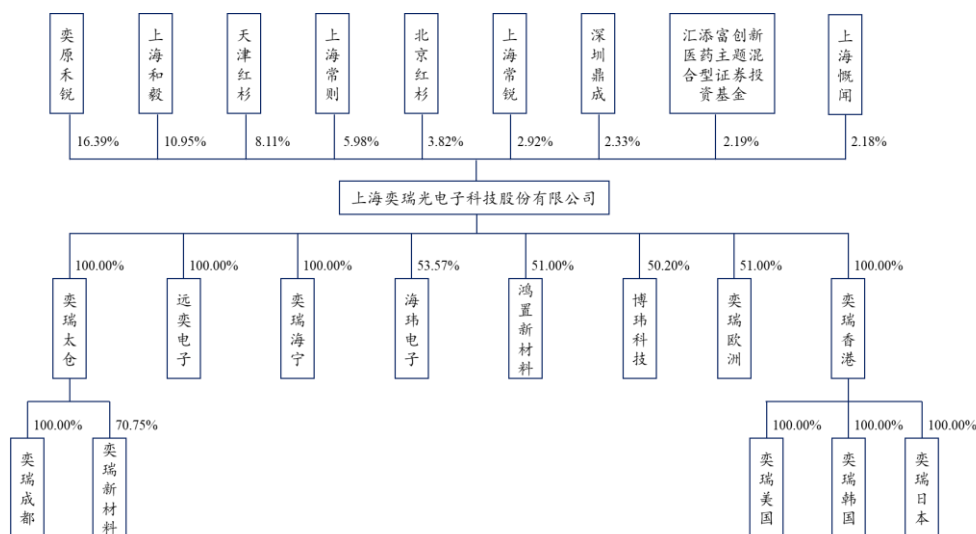 奕原禾锐
上海和毅
天津红杉
上海常则
北京红杉
上海常锐
深圳鼎成
汇添富创新
医药主题混
合型证券投
资基金
上海慨闻
16.39%
10.95%
8.11%
5.98%
3.82%
2.92%
2.33%
2.19%
2.18%
上海奕瑞光电子科技股份有限公司
100.00%
100.00%
100.00%
53.57%
51.00%
50.20%
51.00%
100.00%
奕瑞太仓
远奕电子
奕瑞海宁
海玮电子
鸿置新材料
博玮科技
奕瑞欧洲
奕瑞香港
100.00%
70.75%
100.00%
100.00%
100.00%
奕瑞成都
奕瑞新材料
奕瑞美国
奕瑞韩国
奕瑞日本